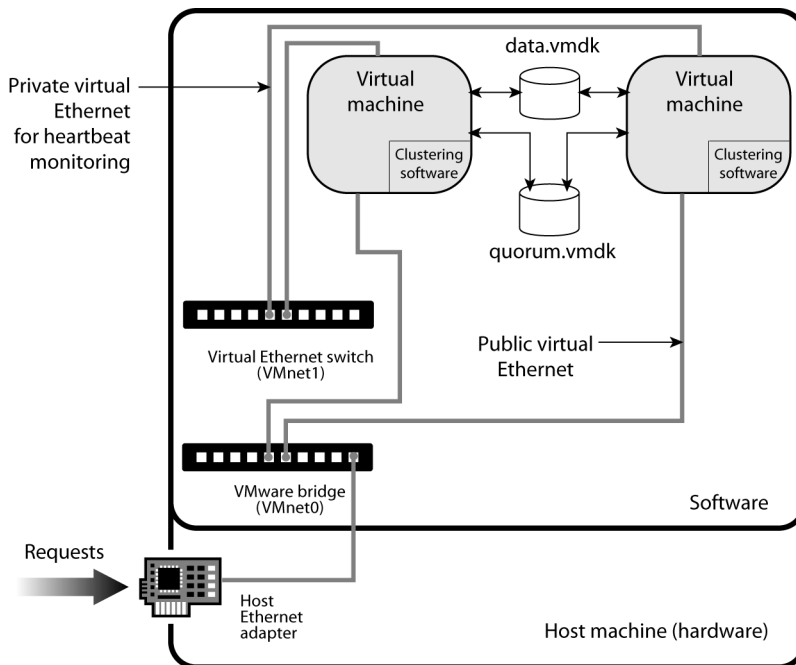 Private virtual
Ethernet
for heartbeat
monitoring
Virtual
machine
Clustering
software
data.vmdk
quorum.vmdk
Virtual
machine
Clustering
software
Virtual Ethernet switch
(VMnet1)
Public virtual
Ethernet
VMware bridge
(VMnet0)
Software
Requests
Host
Ethernet
adapter
Host machine (hardware)